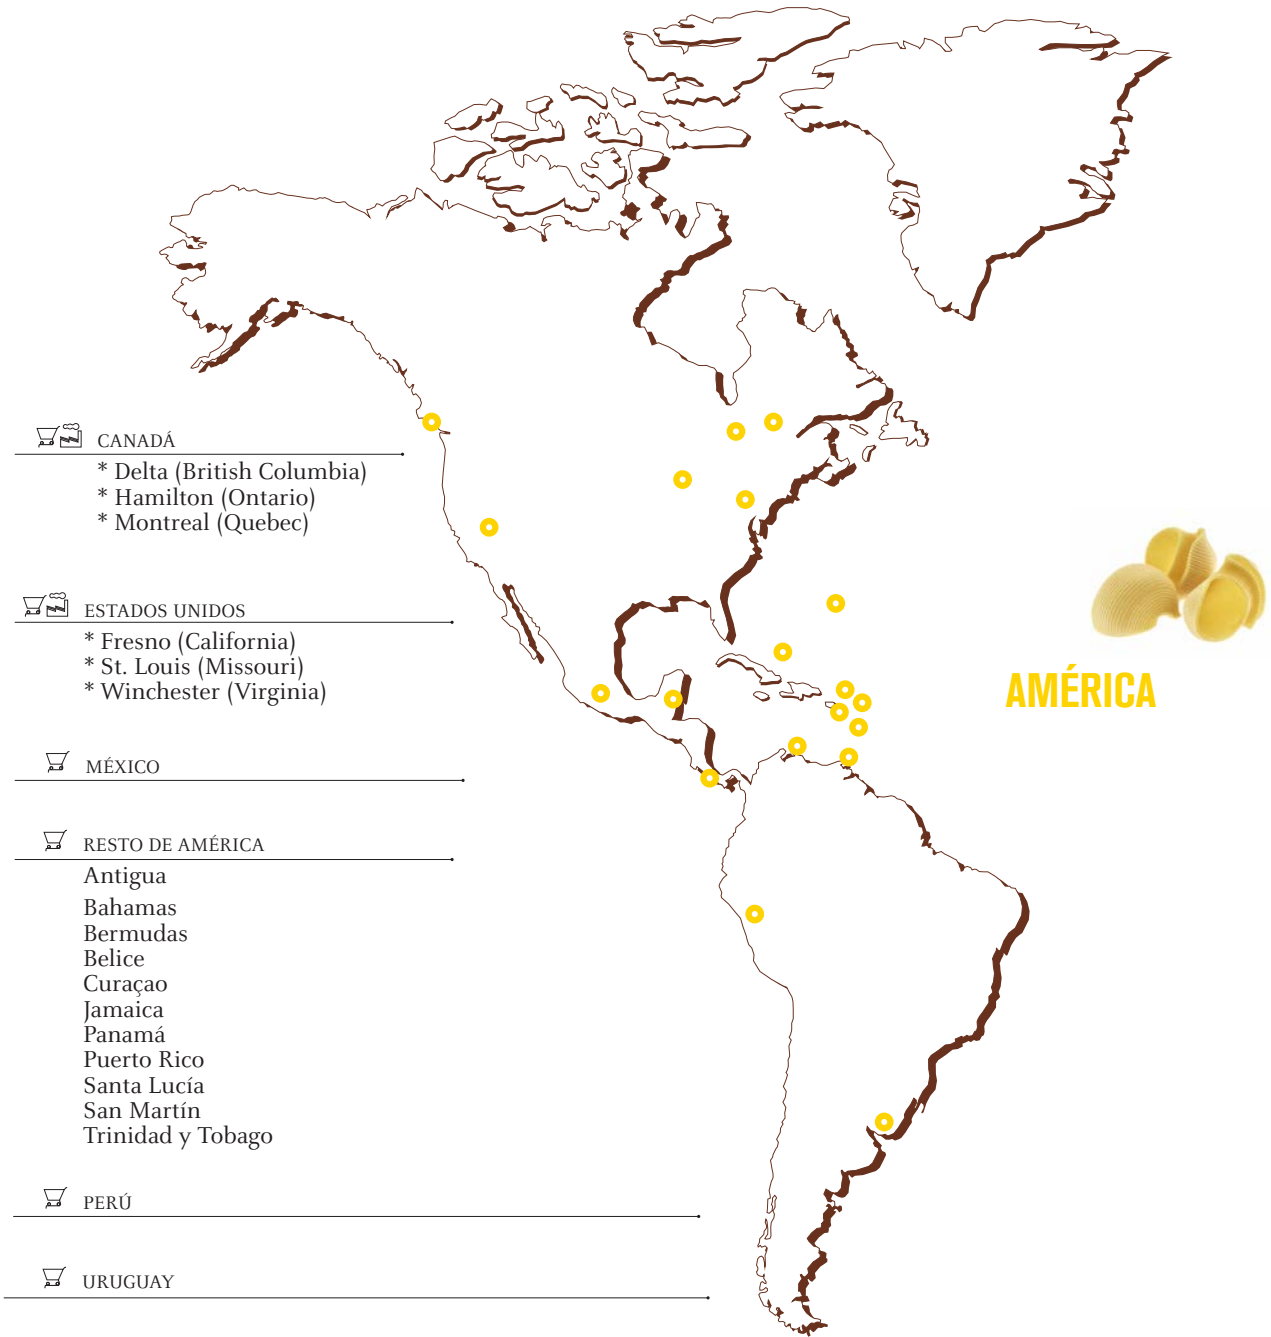 CANADÁ
* Delta (British Columbia)
* Hamilton (Ontario)
* Montreal (Quebec)
ESTADOS UNIDOS
* Fresno (California)
* St. Louis (Missouri)
* Winchester (Virginia)
AMÉRICA
MÉXICO
RESTO DE AMÉRICA
Antigua
Bahamas
Bermudas
Belice
Curaçao
Jamaica
Panamá
Puerto Rico
Santa Lucía
San Martín
Trinidad y Tobago
PERÚ
URUGUAY